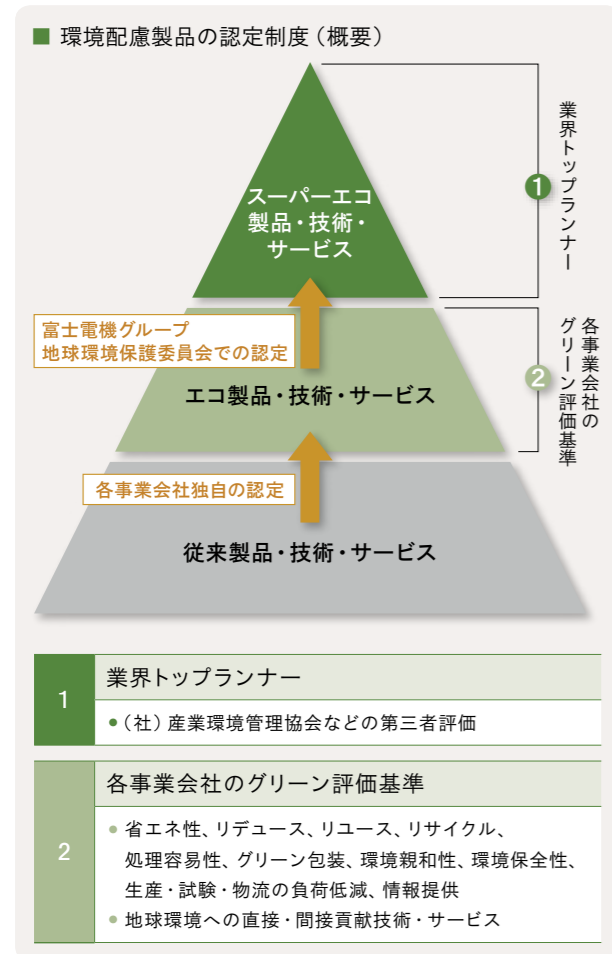 ■ 環境配慮製品の認定制度（概要）
スーパーエコ
製品・技術・
サービス
1
業界トップランナー
富士電機グループ
地球環境保護委員会での認定
エコ製品・技術・サービス
2
各事業会社の
グリーン評価基準
各事業会社独自の認定
従来製品・技術・サービス
1
業界トップランナー
●（社）産業環境管理協会などの第三者評価
2
各事業会社のグリーン評価基準
● 省エネ性、リデュース、リユース、リサイクル、
処理容易性、グリーン包装、環境親和性、環境保全性、
生産・試験・物流の負荷低減、情報提供
● 地球環境への直接・間接貢献技術・サービス